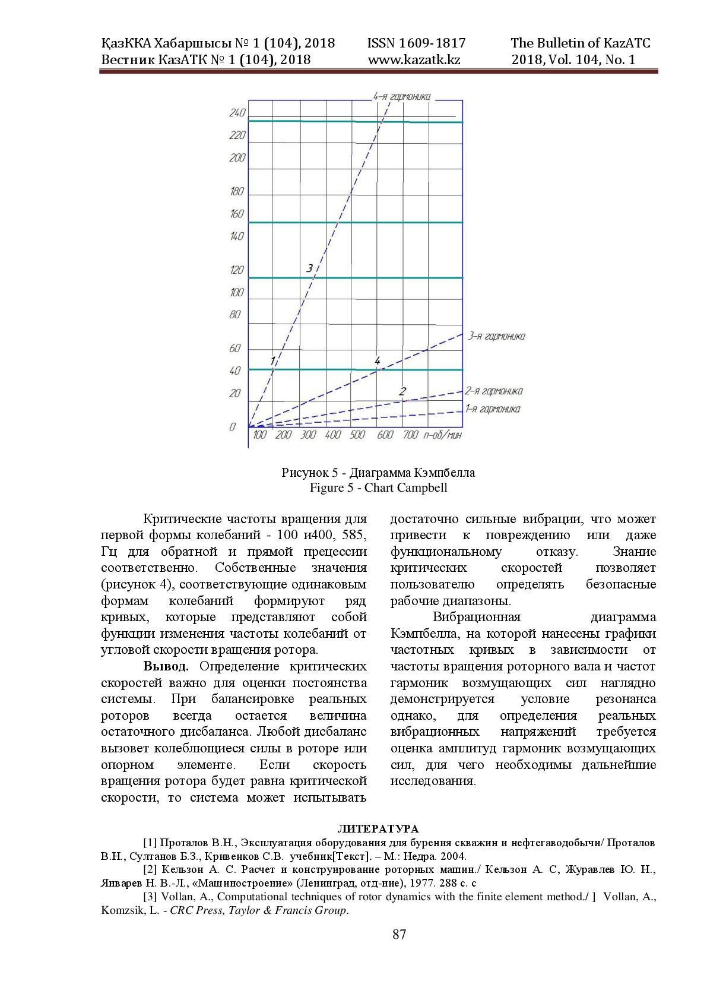 ҚазККА Хабаршысы № 1 (104), 2018 ISSN 1609-1817 The Bulletin of KazATC
Вестник КазАТК № 1 (104), 2018 www.kazatk.kz 2018, Vol. 104, No. 1
4-я гармоника
240
220
200
180
160
140
120
3
100
80
3-я гармоника
60
1
4
40
2
2-я гармоника
20
1-я гармоника
0
100 200 300 400 500 600 700 n-об/мин
Рисунок 5 - Диаграмма Кэмпбелла
Figure 5 - Chart Campbell
Критические частоты вращения для
первой формы колебаний - 100 и400, 585,
Гц для обратной и прямой прецессии
соответственно. Собственные значения
(рисунок 4), соответствующие одинаковым
формам колебаний формируют ряд
кривых, которые представляют собой
функции изменения частоты колебаний от
угловой скорости вращения ротора.
Вывод. Определение критических
скоростей важно для оценки постоянства
системы. При балансировке реальных
роторов всегда остается величина
остаточного дисбаланса. Любой дисбаланс
вызовет колеблющиеся силы в роторе или
опорном элементе. Если скорость
вращения ротора будет равна критической
скорости, то система может испытывать
достаточно сильные вибрации, что может
привести к повреждению или даже
функциональному отказу. Знание
критических скоростей позволяет
пользователю определять безопасные
рабочие диапазоны.
Вибрационная диаграмма
Кэмпбелла, на которой нанесены графики
частотных кривых в зависимости от
частоты вращения роторного вала и частот
гармоник возмущающих сил наглядно
демонстрируется условие резонанса
однако, для определения реальных
вибрационных напряжений требуется
оценка амплитуд гармоник возмущающих
сил, для чего необходимы дальнейшие
исследования.
ЛИТЕРАТУРА
[1] Проталов В.Н., Эксплуатация оборудования для бурения скважин и нефтегаводобычи/ Проталов
В.Н., Султанов Б.З., Кривенков С.В. учебник[Текст]. – М.: Недра. 2004.
[2] Кельзон А. С. Расчет и конструирование роторных машин./ Кельзон А. С, Журавлев Ю. Н.,
Январев Н. В.-Л., «Машиностроение» (Ленинград, отд-ние), 1977. 288 с. с
[3] Vollan, A., Computational techniques of rotor dynamics with the finite element method./ ] Vollan, A.,
Komzsik, L. - CRC Press, Taylor & Francis Group.
87